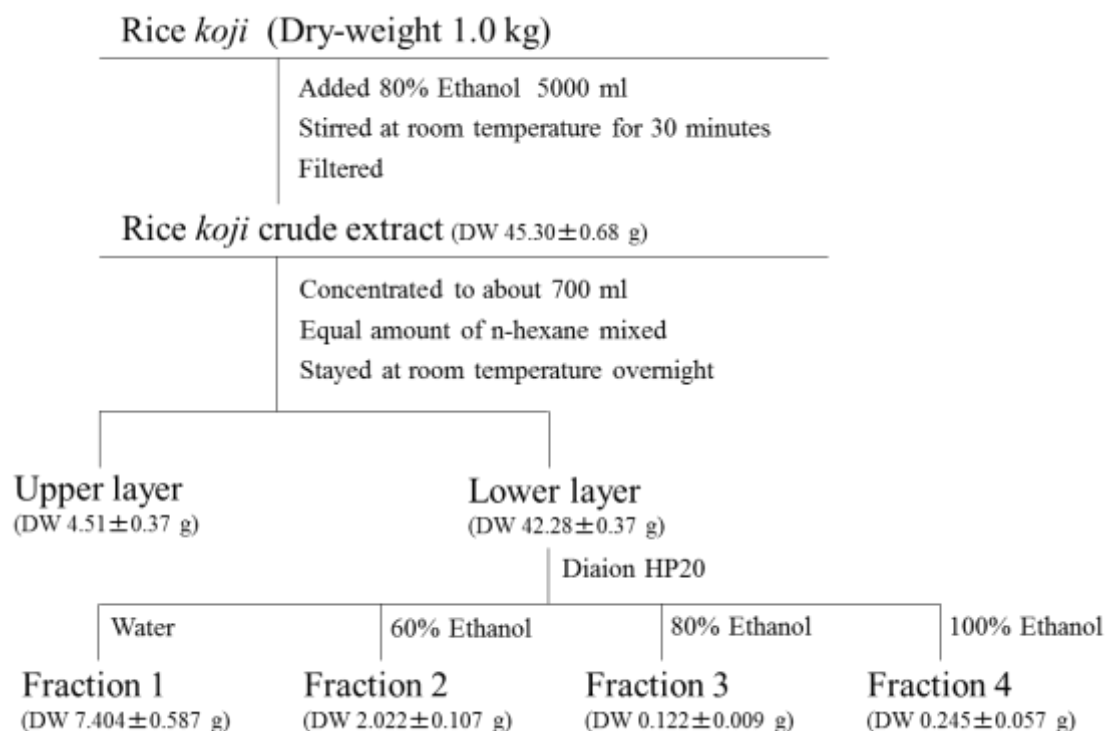 Rice koji (Dry-weight 1.0 kg)
Added 80% Ethanol 5000 ml
Stirred at room temperature for 30 minutes
Filtered
Rice koji crude extract (DW 45.30±0.68 g)
Concentrated to about 700 ml
Equal amount of n-hexane mixed
Stayed at room temperature overnight
Upper layer
(DW 4.51±0.37 g)
Lower layer
(DW 42.28±0.37 g)
Diaion HP20
Water
60% Ethanol
80% Ethanol
100% Ethanol
Fraction 1
(DW 7.404±0.587 g)
Fraction 2
(DW 2.022±0.107 g)
Fraction 3
(DW 0.122±0.009 g)
Fraction 4
(DW 0.245±0.057 g)